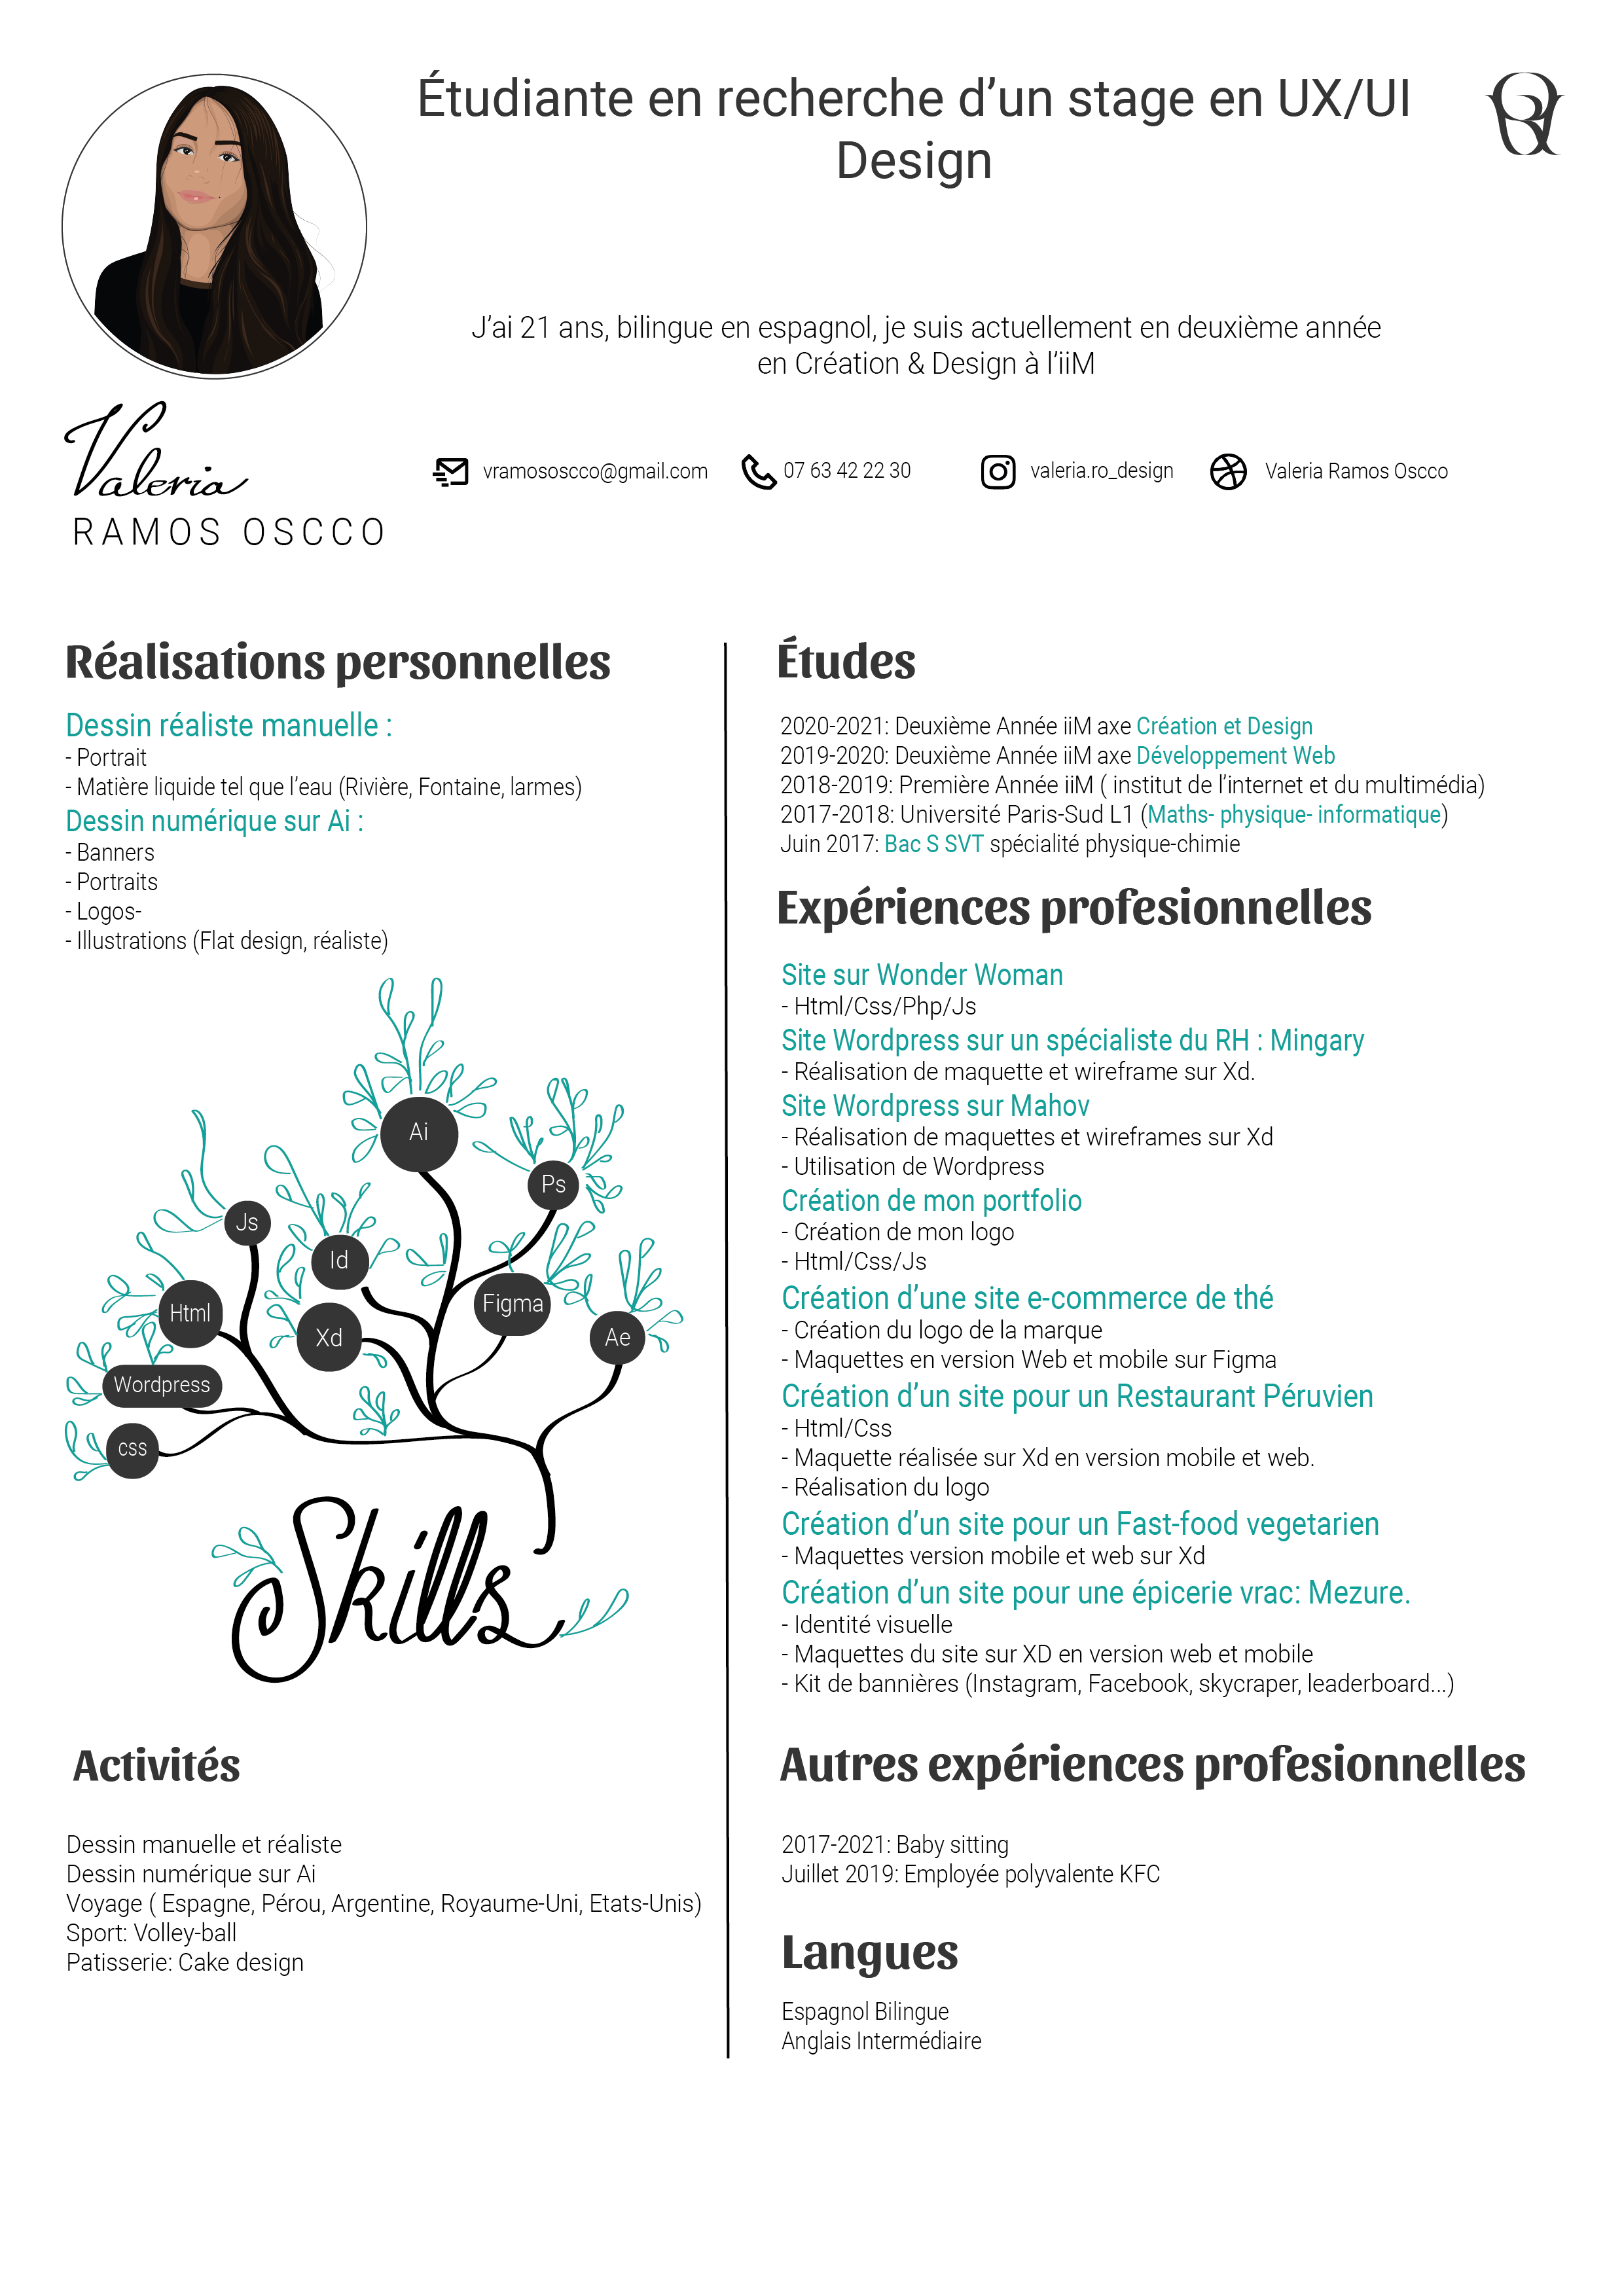 Étudiante en recherche d’un stage en UX/UI
Design
J’ai 21 ans, bilingue en espagnol, je suis actuellement en deuxième année
en Création & Design à l’iiM
Valeria
RAMOS OSCCO
vramososcco@gmail.com
07 63 42 22 30
valeria.ro_design
Valeria Ramos Oscco
Réalisations personnelles
Dessin réaliste manuelle :
- Portrait
- Matière liquide tel que l’eau (Rivière, Fontaine, larmes)
Dessin numérique sur Ai :
- Banners
- Portraits
- Logos-
- Illustrations (Flat design, réaliste)
Ai
Ps
Js
Id
Html
Figma
Xd
Ae
Wordpress
css
Skills
Activités
Dessin manuelle et réaliste
Dessin numérique sur Ai
Voyage ( Espagne, Pérou, Argentine, Royaume-Uni, Etats-Unis)
Sport: Volley-ball
Patisserie: Cake design
Études
2020-2021: Deuxième Année iiM axe Création et Design
2019-2020: Deuxième Année iiM axe Développement Web
2018-2019: Première Année iiM ( institut de l’internet et du multimédia)
2017-2018: Université Paris-Sud L1 (Maths- physique- informatique)
Juin 2017: Bac S SVT spécialité physique-chimie
Expériences profesionnelles
Site sur Wonder Woman
- Html/Css/Php/Js
Site Wordpress sur un spécialiste du RH : Mingary
- Réalisation de maquette et wireframe sur Xd.
Site Wordpress sur Mahov
- Réalisation de maquettes et wireframes sur Xd
- Utilisation de Wordpress
Création de mon portfolio
- Création de mon logo
- Html/Css/Js
Création d’une site e-commerce de thé
- Création du logo de la marque
- Maquettes en version Web et mobile sur Figma
Création d’un site pour un Restaurant Péruvien
- Html/Css
- Maquette réalisée sur Xd en version mobile et web.
- Réalisation du logo
Création d’un site pour un Fast-food vegetarien
- Maquettes version mobile et web sur Xd
Création d’un site pour une épicerie vrac: Mezure.
- Identité visuelle
- Maquettes du site sur XD en version web et mobile
- Kit de bannières (Instagram, Facebook, skycraper, leaderboard...)
Autres expériences profesionnelles
2017-2021: Baby sitting
Juillet 2019: Employée polyvalente KFC
Langues
Espagnol Bilingue
Anglais Intermédiaire